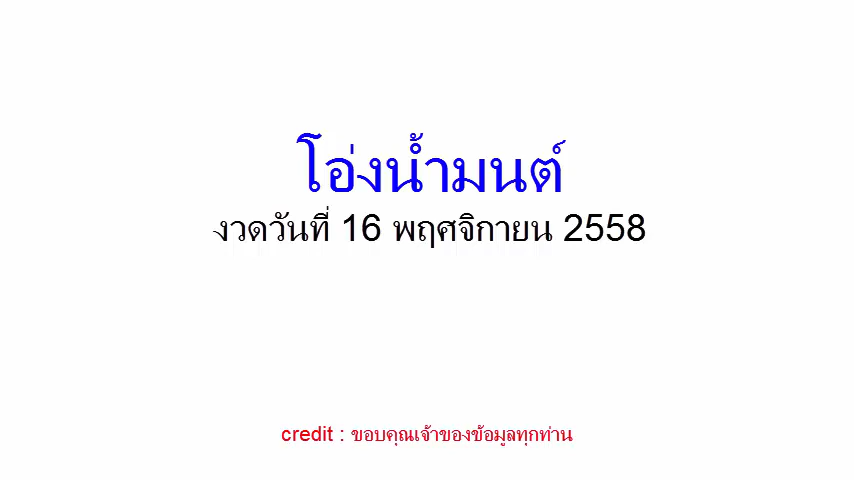 โอ่งน้ำมนต์
งวดวันที่ 16 พฤศจิกายน 2558
credit : ขอบคุณเจ้าของข้อมูลทุกท่าน